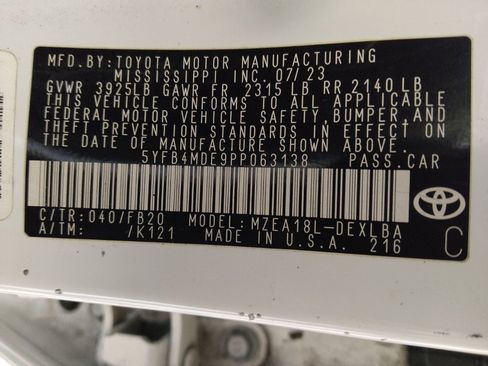 MFD.BY:TOYOTA MOTOR MANUFACTURING
MISSISSIPPI INC. 07/23
GVWR 3925LB GAWR FR 2315 LB RR 2140 LB
THIS VEHICLE CONFORMS TO ALL APPLICABLE
FEDERAL MOTOR VEHICLE SAFETY,BUMPER,AND
THEFT PREVENTION STANDARDS IN EFFECT ON
THE DATE OF MANUFACTURE SHOWN ABOVE.
5YFB4MDE9PP063138 PASS.CAR
C/TR:040/FB20 MODEL:MZEA18L-DEXLBA
A/TM: /K121 MADE IN U.S.A. 216
C